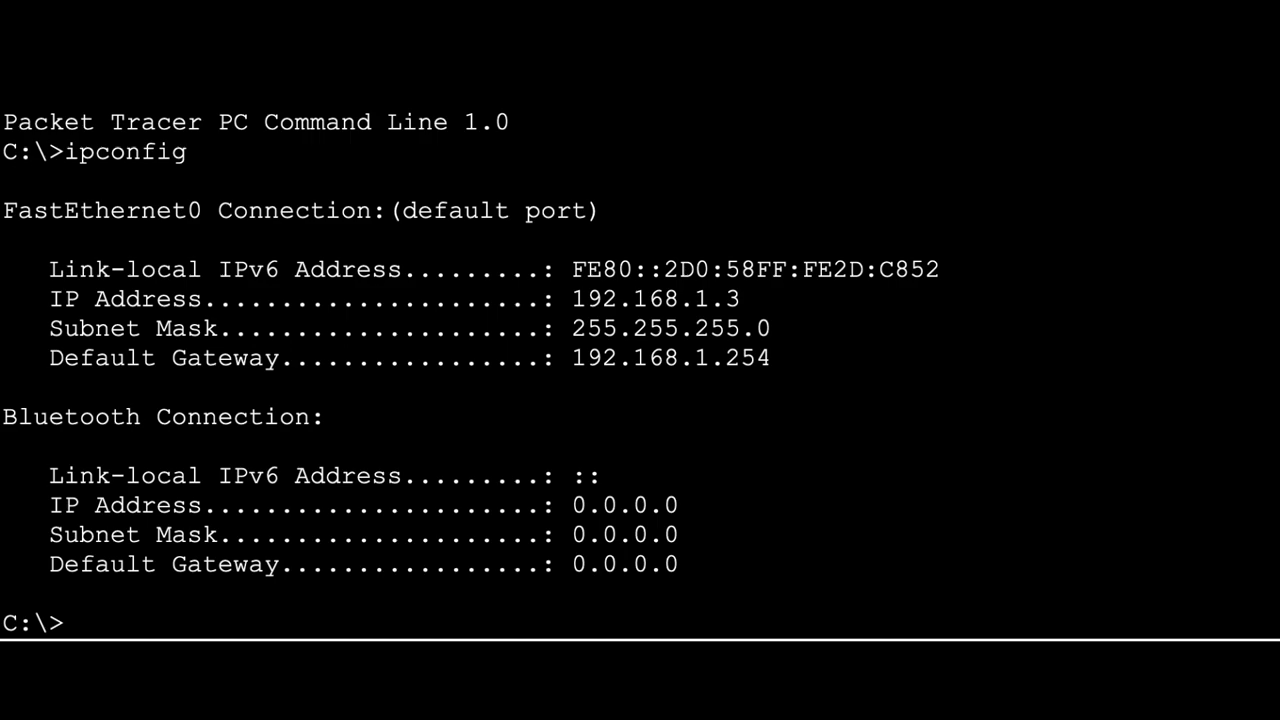 Packet Tracer PC Command Line 1.0
C:\>ipconfig
FastEthernet0 Connection:(default port)
Link-local IPv6 Address.........: FE80::2D0:58FF:FE2D:C852
IP Address......................: 192.168.1.3
Subnet Mask.....................: 255.255.255.0
Default Gateway.................: 192.168.1.254
Bluetooth Connection:
Link-local IPv6 Address.........: ::
IP Address......................: 0.0.0.0
Subnet Mask.....................: 0.0.0.0
Default Gateway.................: 0.0.0.0
C:\>